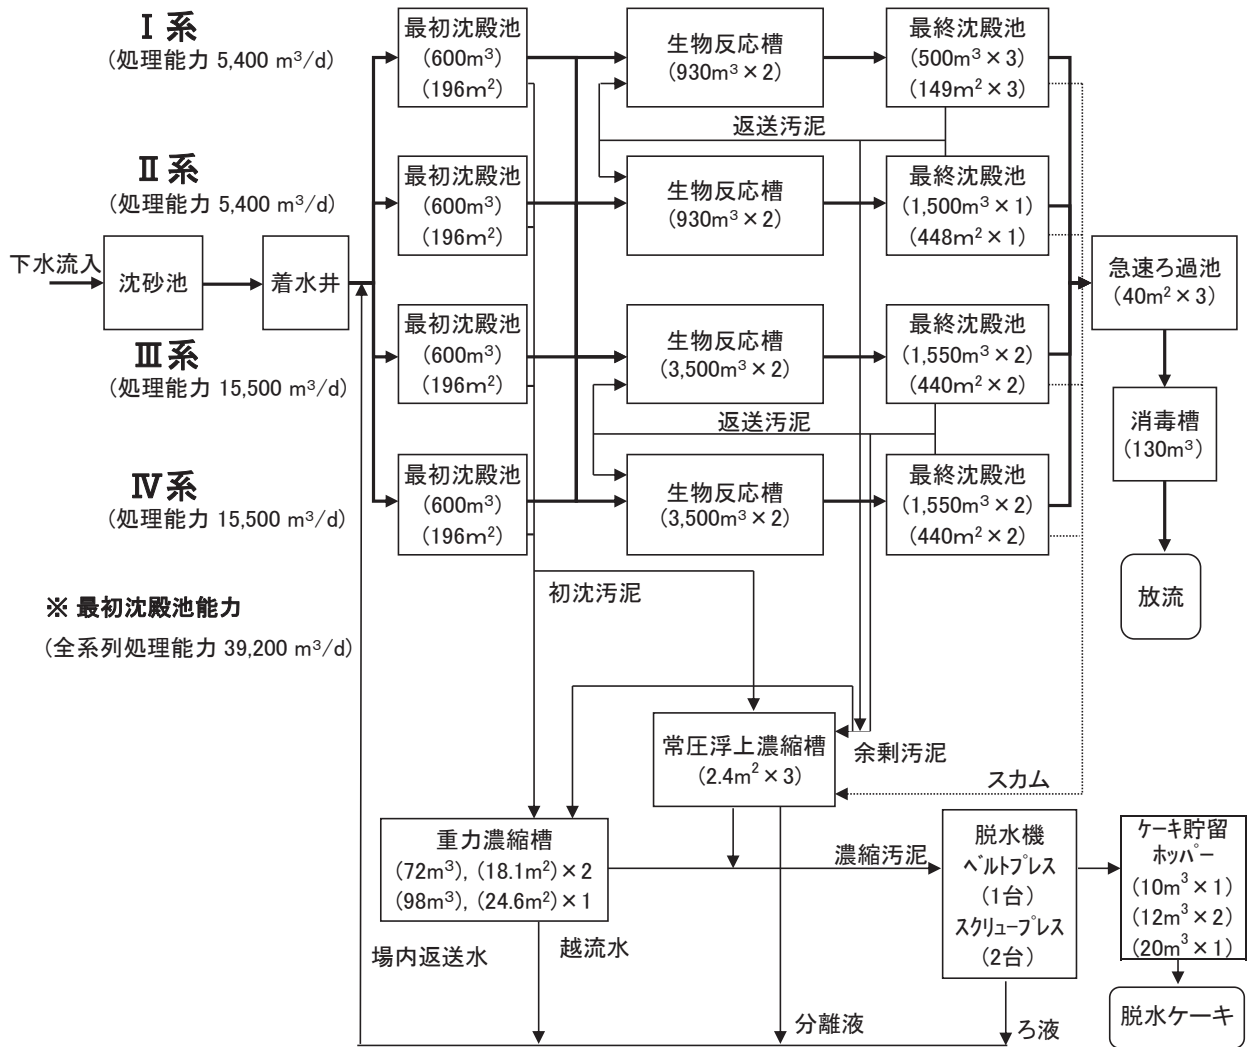 Ⅰ系
(処理能力 5,400 m³/d)
最初沈殿池
(600m³)
(196m²)
生物反応槽
(930m³×2)
最終沈殿池
(500m³×3)
(149m²×3)
返送汚泥
Ⅱ系
(処理能力 5,400 m³/d)
最初沈殿池
(600m³)
(196m²)
生物反応槽
(930m³×2)
最終沈殿池
(1,500m³×1)
(448m²×1)
下水流入
沈砂池
着水井
急速ろ過池
(40m²×3)
Ⅲ系
(処理能力 15,500 m³/d)
最初沈殿池
(600m³)
(196m²)
生物反応槽
(3,500m³×2)
最終沈殿池
(1,550m³×2)
(440m²×2)
返送汚泥
消毒槽
(130m³)
Ⅳ系
(処理能力 15,500 m³/d)
最初沈殿池
(600m³)
(196m²)
生物反応槽
(3,500m³×2)
最終沈殿池
(1,550m³×2)
(440m²×2)
放流
※ 最初沈殿池能力
(全系列処理能力 39,200 m³/d)
初沈汚泥
常圧浮上濃縮槽
(2.4m²×3)
余剰汚泥
スカム
重力濃縮槽
(72m³), (18.1m²)×2
(98m³), (24.6m²)×1
濃縮汚泥
脱水機
ベルトプレス
(1台)
スクリュープレス
(2台)
ケーキ貯留
ホッパー
(10m³×1)
(12m³×2)
(20m³×1)
場内返送水
越流水
分離液
ろ液
脱水ケーキ